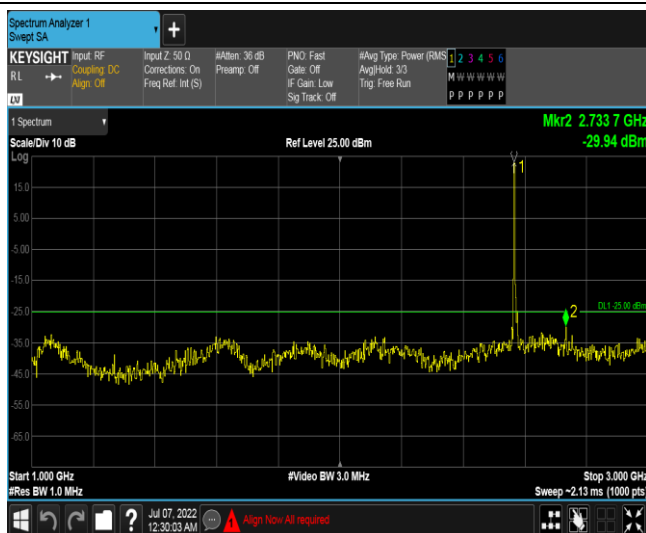 Spectrum Analyzer 1
Swept SA
+
KEYSIGHT
RL
LXI
Input: RF
Coupling: DC
Align: Off
Input Z: 50 Ω
Corrections: On
Freq Ref: Int (S)
#Atten: 36 dB
Preamp: Off
PNO: Fast
Gate: Off
IF Gain: Low
Sig Track: Off
#Avg Type: Power (RMS
Avg|Hold: 3/3
Trig: Free Run
1 2 3 4 5 6
M W W W W W
P P P P P P
1 Spectrum
Mkr2 2.733 7 GHz
Scale/Div 10 dB
Ref Level 25.00 dBm
-29.94 dBm
Log
1
15.0
5.00
-5.00
-15.0
-25.0
DL1 -25.00 dBm
2
-35.0
-45.0
-55.0
-65.0
Start 1.000 GHz
#Video BW 3.0 MHz
Stop 3.000 GHz
#Res BW 1.0 MHz
Sweep ~2.13 ms (1000 pts)
?
Jul 07, 2022
12:30:03 AM
Align Now All required